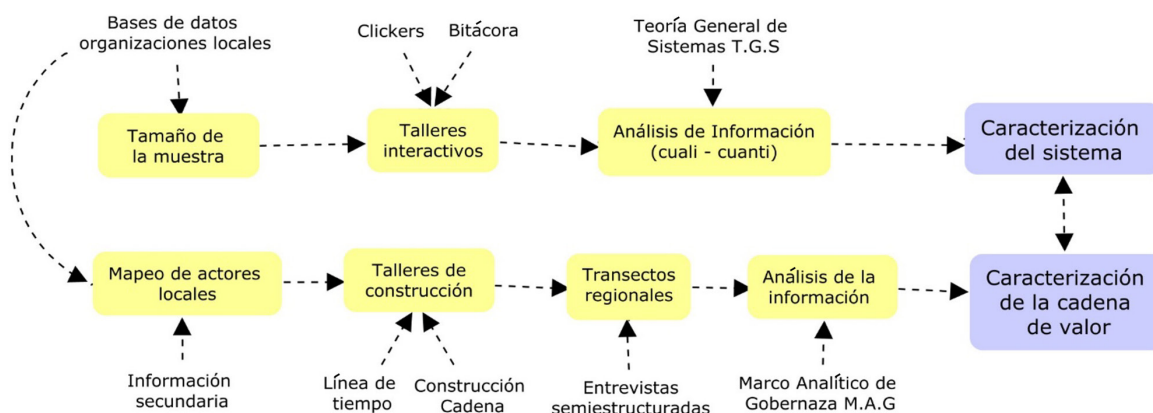 Bases de datos
organizaciones locales
Clickers
Bitácora
Teoría General de
Sistemas T.G.S
Tamaño de
la muestra
Talleres
interactivos
Análisis de Información
(cuali - cuanti)
Caracterización
del sistema
Mapeo de actores
locales
Talleres de
construcción
Transectos
regionales
Análisis de la
información
Caracterización
de la cadena
de valor
Información
secundaria
Línea de
tiempo
Construcción
Cadena
Entrevistas
semiestructuradas
Marco Analítico de
Gobernaza M.A.G